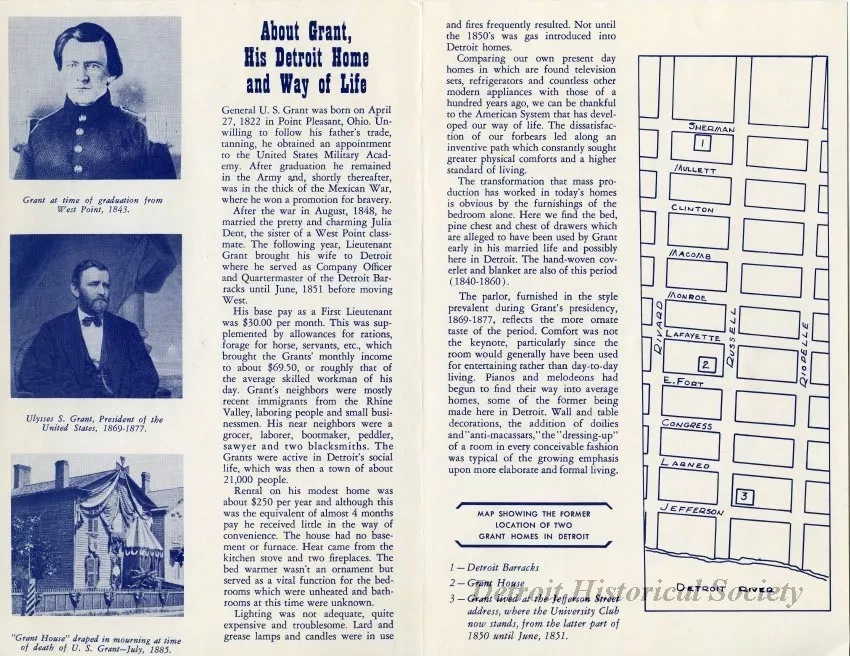 Grant at time of graduation from
West Point, 1843.
Ulysses S. Grant, President of the
United States, 1869-1877.
"Grant House" draped in mourning at time
of death of U. S. Grant—July, 1885.
About Grant,
His Detroit Home
and Way of Life
General U. S. Grant was born on April
27, 1822 in Point Pleasant, Ohio. Un-
willing to follow his father's trade,
tanning, he obtained an appointment
to the United States Military Acad-
emy. After graduation he remained
in the Army and, shortly thereafter,
was in the thick of the Mexican War,
where he won a promotion for bravery.
After the war in August, 1848, he
married the pretty and charming Julia
Dent, the sister of a West Point class-
mate. The following year, Lieutenant
Grant brought his wife to Detroit
where he served as Company Officer
and Quartermaster of the Detroit Bar-
racks until June, 1851 before moving
West.
His base pay as a First Lieutenant
was $30.00 per month. This was sup-
plemented by allowances for rations,
forage for horse, servants, etc., which
brought the Grants' monthly income
to about $69.50, or roughly that of
the average skilled workman of his
day. Grant's neighbors were mostly
recent immigrants from the Rhine
Valley, laboring people and small busi-
nessmen. His near neighbors were a
grocer, laborer, bootmaker, peddler,
sawyer and two blacksmiths. The
Grants were active in Detroit's social
life, which was then a town of about
21,000 people.
Rental on his modest home was
about $250 per year and although this
was the equivalent of almost 4 months
pay he received little in the way of
convenience. The house had no base-
ment or furnace. Heat came from the
kitchen stove and two fireplaces. The
bed warmer wasn't an ornament but
served as a vital function for the bed-
rooms which were unheated and bath-
rooms at this time were unknown.
Lighting was not adequate, quite
expensive and troublesome. Lard and
grease lamps and candles were in use
and fires frequently resulted. Not until
the 1850's was gas introduced into
Detroit homes.
Comparing our own present day
homes in which are found television
sets, refrigerators and countless other
modern appliances with those of a
hundred years ago, we can be thankful
to the American System that has devel-
oped our way of life. The dissatisfac-
tion of our forbears led along an
inventive path which constantly sought
greater physical comforts and a higher
standard of living.
The transformation that mass pro-
duction has worked in today's homes
is obvious by the furnishings of the
bedroom alone. Here we find the bed,
pine chest and chest of drawers which
are alleged to have been used by Grant
early in his married life and possibly
here in Detroit. The hand-woven cov-
erlet and blanket are also of this period
(1840-1860).
The parlor, furnished in the style
prevalent during Grant's presidency,
1869-1877, reflects the more ornate
taste of the period. Comfort was not
the keynote, particularly since the
room would generally have been used
for entertaining rather than day-to-day
living. Pianos and melodeons had
begun to find their way into average
homes, some of the former being
made here in Detroit. Wall and table
decorations, the addition of doilies
and "anti-macassars," the "dressing-up"
of a room in every conceivable fashion
was typical of the growing emphasis
upon more elaborate and formal living.
MAP SHOWING THE FORMER
LOCATION OF TWO
GRANT HOMES IN DETROIT
1 — Detroit Barracks
2 — Grant House
3 — Grant lived at the Jefferson Street
address, where the University Club
now stands, from the latter part of
1850 until June, 1851.
SHERMAN
1
MULLETT
CLINTON
MACOMB
MONROE
RIVARD
RUSSELL
RIOPELLE
LAFAYETTE
2
E. FORT
CONGRESS
LARNED
3
JEFFERSON
DETROIT RIVER
Detroit Historical Society